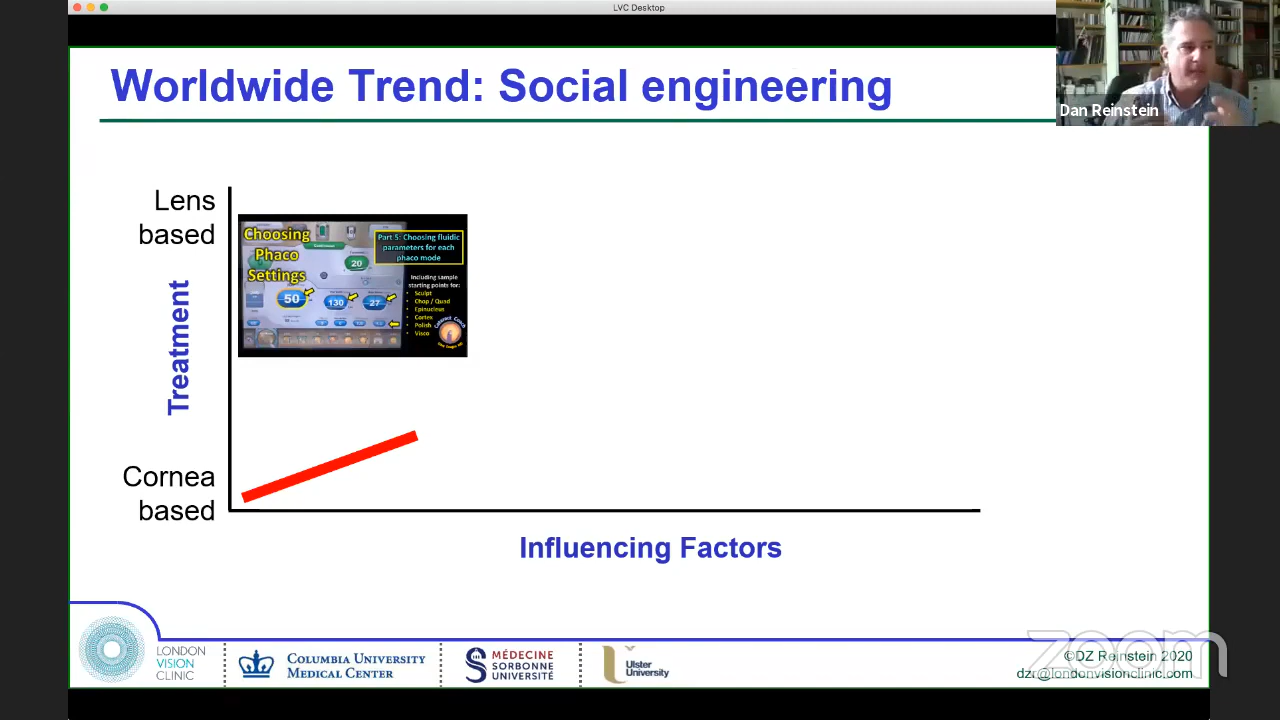 LVC Desktop
Worldwide Trend: Social engineering
Dan Reinstein
Lens
based
Treatment
Cornea
based
Choosing
Phaco
Settings
Part 5: Choosing fluidic
parameters for each
phaco mode
20
50
130
27
Including sample
starting points for:
• Sculpt
• Chop / Quad
• Epinucleus
• Cortex
• Polish
• Visco
Influencing Factors
LONDON
VISION
CLINIC
COLUMBIA UNIVERSITY
MEDICAL CENTER
MÉDECINE
SORBONNE
UNIVERSITÉ
Ulster
University
zoom
©DZ Reinstein 2020
dzr@londonvisionclinic.com